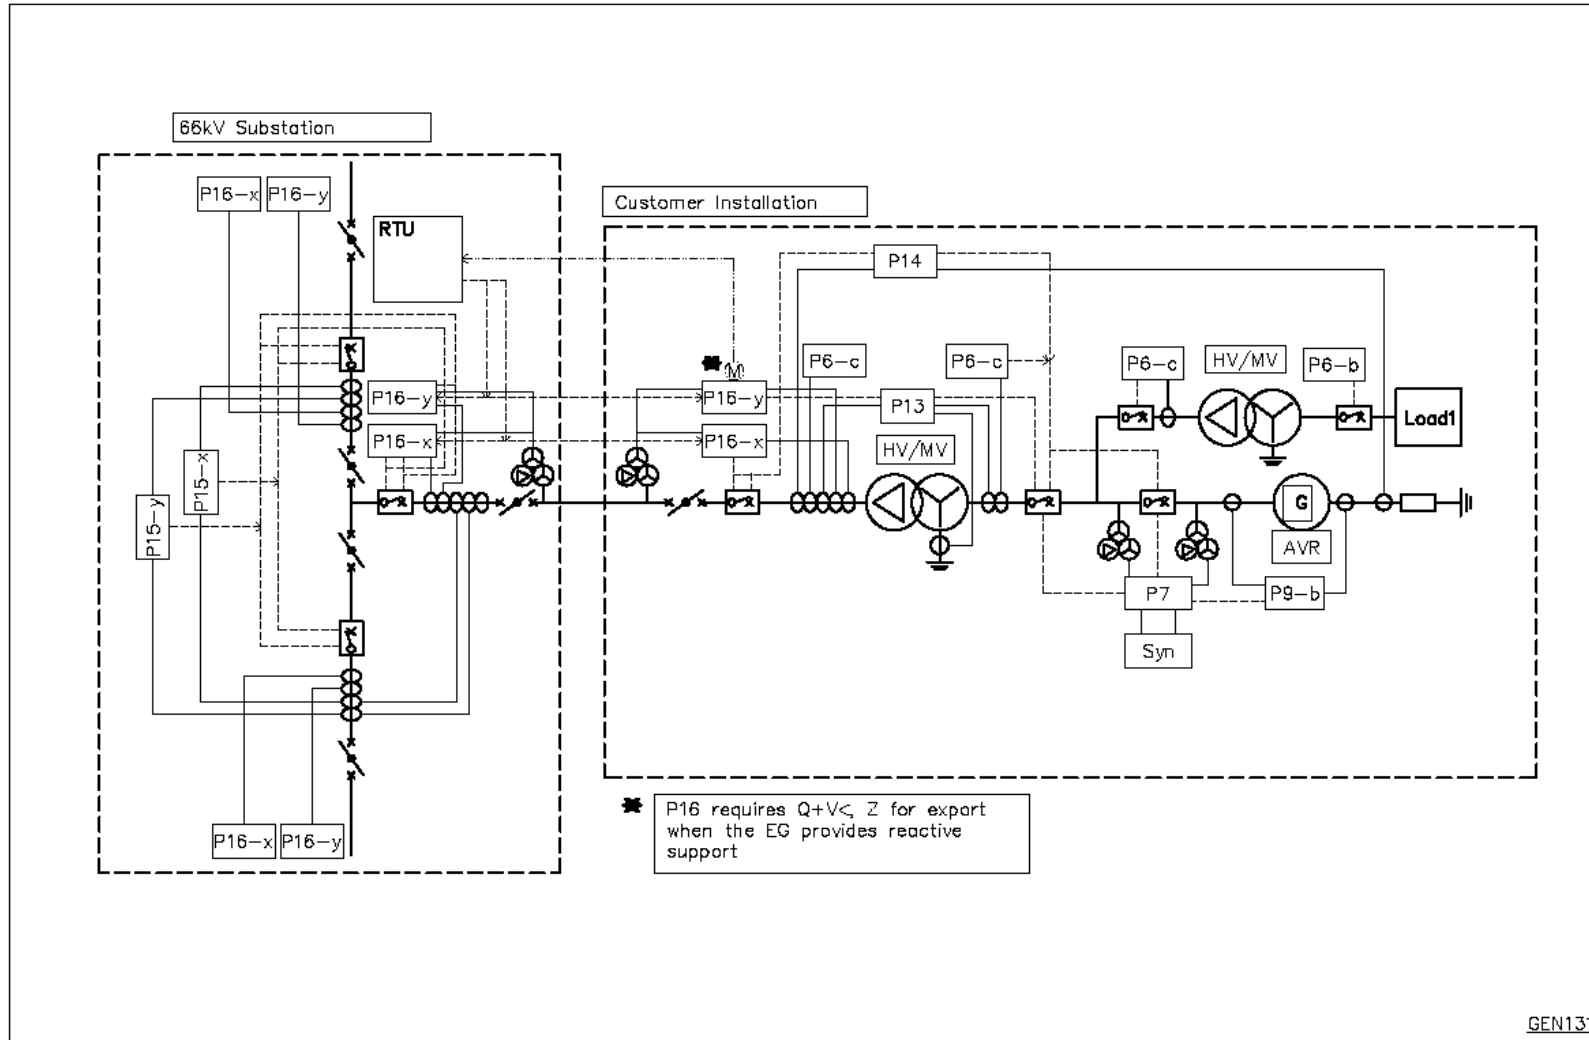 66kV Substation
P16-x P16-y
RTU
Customer Installation
P14
P6-c
P6-c
P6-c
HV/MV
P6-b
(M)
P16-y
P16-y
P13
Load1
P16-x
P16-x
HV/MV
P15-x
P15-y
G
AVR
P7
P9-b
Syn
P16 requires Q+V<, Z for export
when the EG provides reactive
support
P16-x P16-y